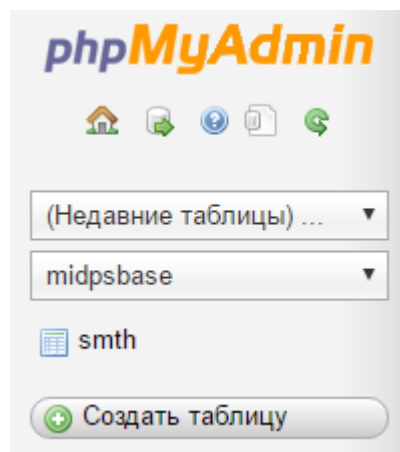 phpMyAdmin
(Недавние таблицы) ...
midpsbase
smth
Создать таблицу